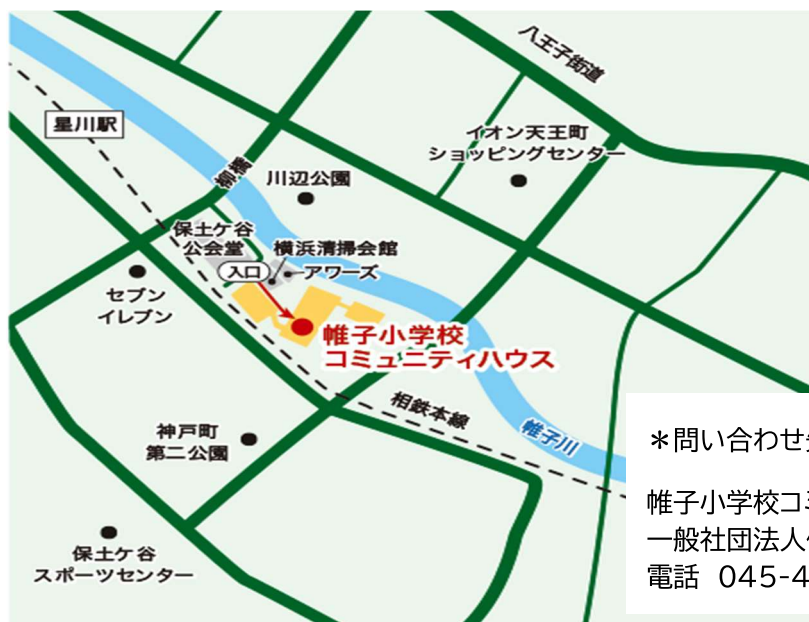 八王子街道
星川駅
イオン天王町
ショッピングセンター
柳橋
川辺公園
保土ケ谷
公会堂
横浜清掃会館
入口
アワーズ
セブン
イレブン
帷子小学校
コミュニティハウス
相鉄本線
帷子川
神戸町
第二公園
保土ケ谷
スポーツセンター
＊問い合わせ
帷子小学校コミ
一般社団法人
電話 045-4